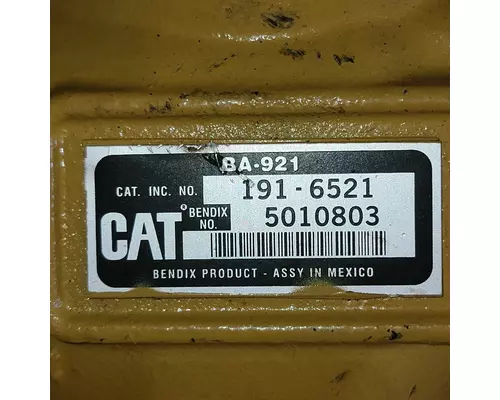 BA-921
CAT. INC. NO. 191-6521
CAT® BENDIX NO. 5010803
BENDIX PRODUCT - ASSY IN MEXICO